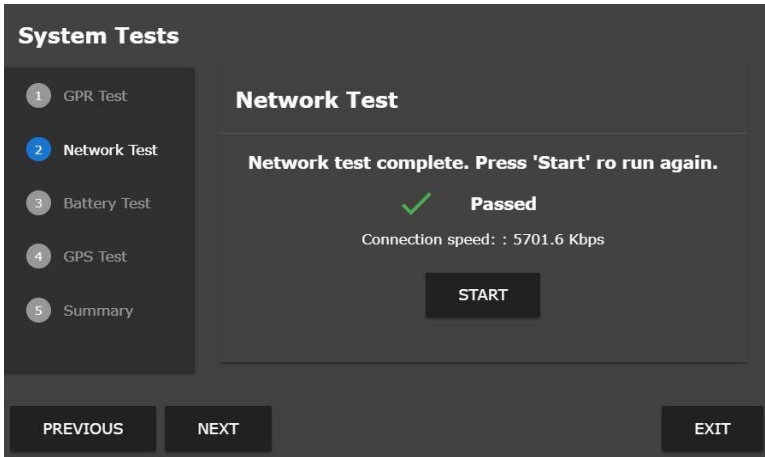 System Tests
1 GPR Test
2 Network Test
3 Battery Test
4 GPS Test
5 Summary
Network Test
Network test complete. Press 'Start' ro run again.
Passed
Connection speed: : 5701.6 Kbps
START
PREVIOUS
NEXT
EXIT